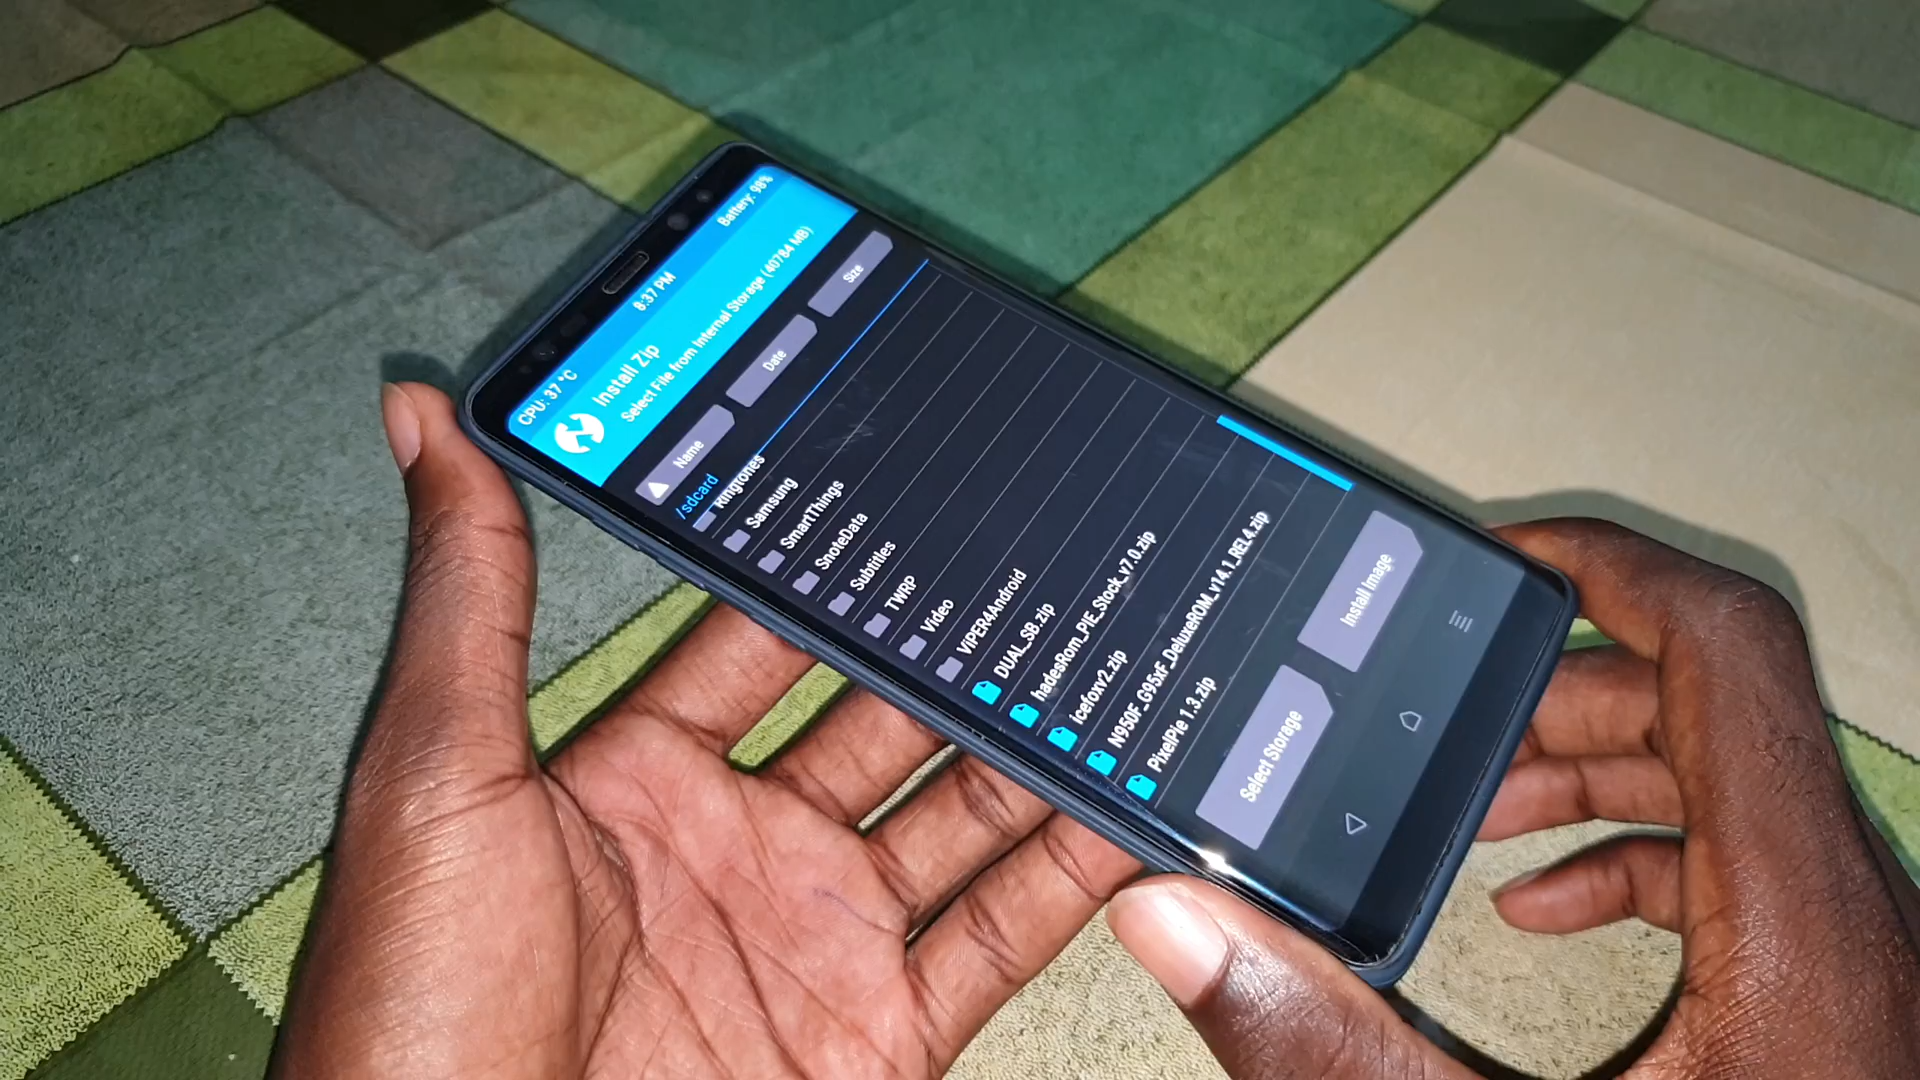 CPU: 37 °C
8:37 PM
Battery: 98%
Install Zip
Select File from Internal Storage (40784 MB)
Name
Date
Size
/sdcard
Ringtones
Samsung
SmartThings
SnoteData
Subtitles
TWRP
Video
VIPER4Android
DUAL_SB.zip
hadesRom_PIE_Stock_v7.0.zip
icefoxv2.zip
N950F_G95xF_DeluxeROM_v14.1_REL4.zip
PixelPie 1.3.zip
Select Storage
Install Image